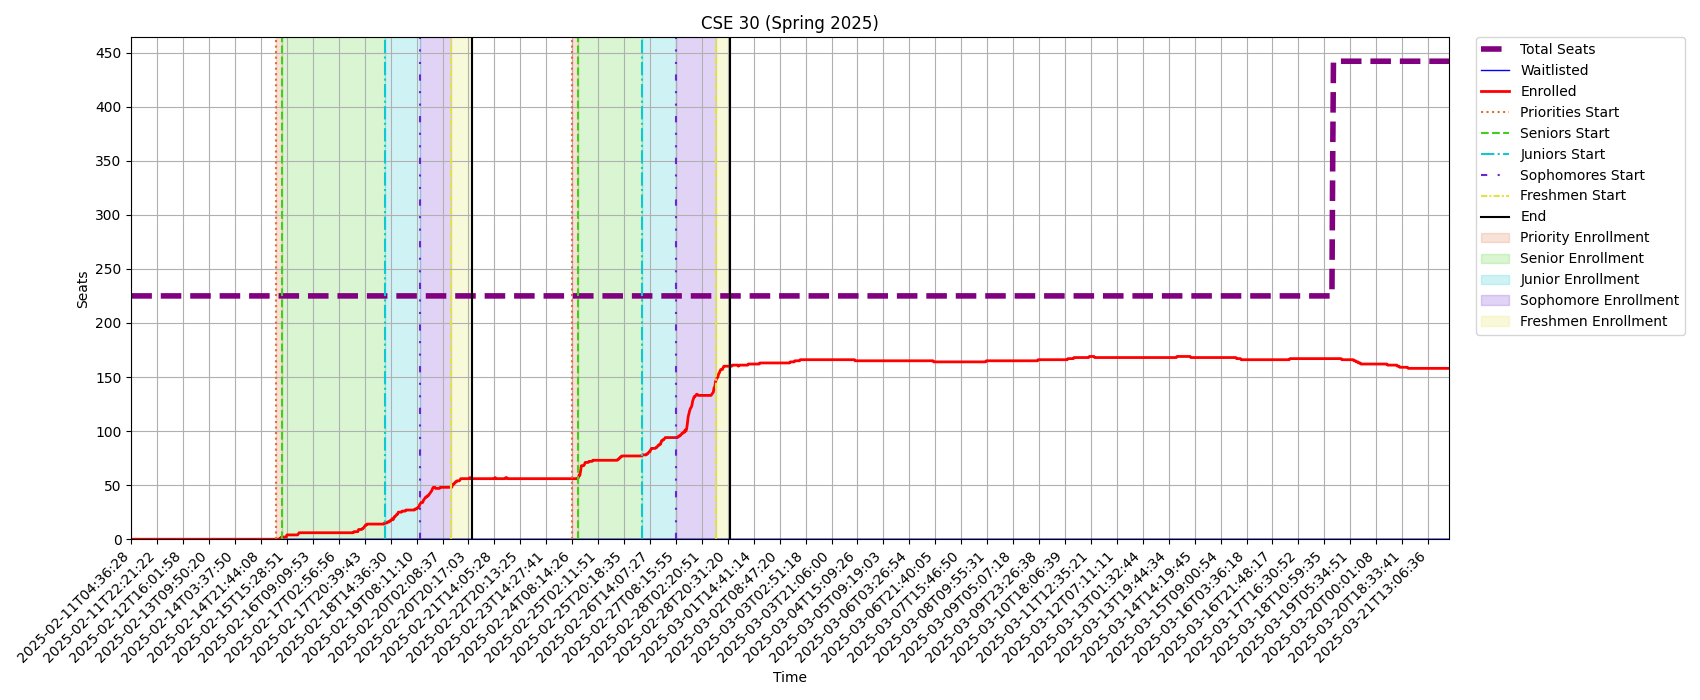 CSE 30 (Spring 2025)
450
400
350
300
250
200
150
100
50
0
Seats
2025-02-11T04:36:28
2025-02-11T22:21:22
2025-02-12T16:01:58
2025-02-13T09:50:20
2025-02-14T03:37:50
2025-02-14T21:44:08
2025-02-15T15:28:51
2025-02-16T09:09:53
2025-02-17T02:56:56
2025-02-17T20:39:43
2025-02-18T14:36:30
2025-02-19T08:11:10
2025-02-20T02:08:37
2025-02-20T20:17:03
2025-02-21T14:05:28
2025-02-22T20:13:25
2025-02-23T14:27:41
2025-02-24T08:14:26
2025-02-25T02:11:51
2025-02-25T20:18:35
2025-02-26T14:07:27
2025-02-27T08:15:55
2025-02-28T02:20:51
2025-02-28T20:31:20
2025-03-01T14:41:14
2025-03-02T08:47:20
2025-03-03T02:51:18
2025-03-03T21:06:00
2025-03-04T15:09:26
2025-03-05T09:19:03
2025-03-06T03:26:54
2025-03-06T21:40:05
2025-03-07T15:46:50
2025-03-08T09:55:31
2025-03-09T05:07:18
2025-03-09T23:26:38
2025-03-10T18:06:39
2025-03-11T12:35:21
2025-03-12T07:11:11
2025-03-13T01:32:44
2025-03-13T19:44:34
2025-03-14T14:19:45
2025-03-15T09:00:54
2025-03-16T03:36:18
2025-03-16T21:48:17
2025-03-17T16:30:52
2025-03-18T10:59:35
2025-03-19T05:34:51
2025-03-20T00:01:08
2025-03-20T18:33:41
2025-03-21T13:06:36
Time
Total Seats
Waitlisted
Enrolled
Priorities Start
Seniors Start
Juniors Start
Sophomores Start
Freshmen Start
End
Priority Enrollment
Senior Enrollment
Junior Enrollment
Sophomore Enrollment
Freshmen Enrollment